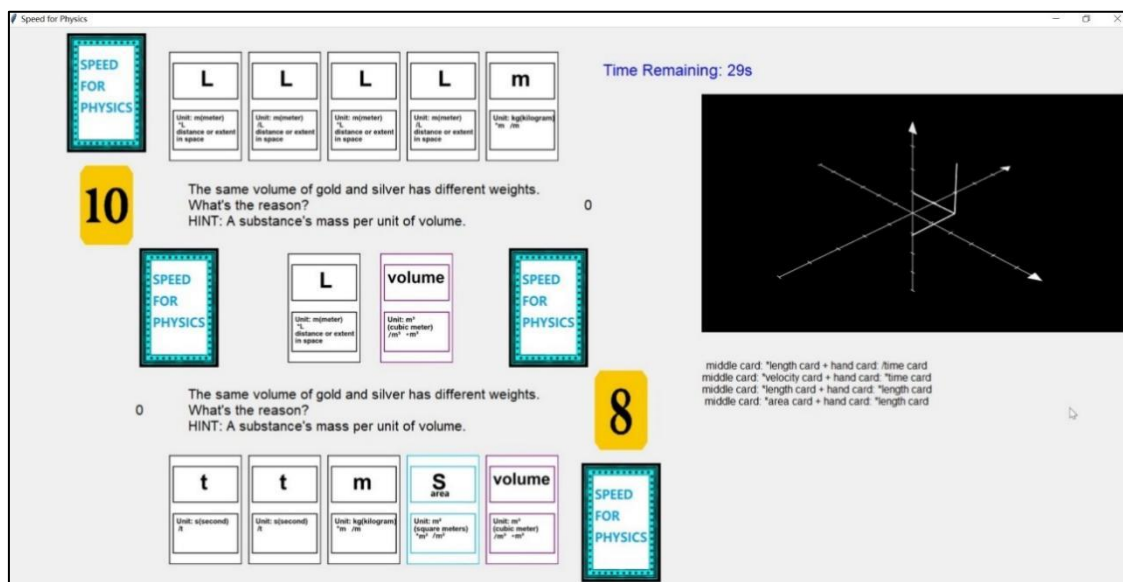 Speed for Physics
SPEED
FOR
PHYSICS
L
Unit: m(meter)
*L
distance or extent
in space
L
Unit: m(meter)
/L
distance or extent
in space
L
Unit: m(meter)
*L
distance or extent
in space
L
Unit: m(meter)
/L
distance or extent
in space
m
Unit: kg(kilogram)
*m /m
Time Remaining: 29s
10
The same volume of gold and silver has different weights.
What's the reason?
HINT: A substance's mass per unit of volume.
0
SPEED
FOR
PHYSICS
L
Unit: m(meter)
*L
distance or extent
in space
volume
Unit: m³
(cubic meter)
/m³ *m³
SPEED
FOR
PHYSICS
middle card: *length card + hand card: /time card
middle card: *velocity card + hand card: *time card
middle card: *length card + hand card: *length card
middle card: *area card + hand card: *length card
0
The same volume of gold and silver has different weights.
What's the reason?
HINT: A substance's mass per unit of volume.
8
t
Unit: s(second)
/t
t
Unit: s(second)
/t
m
Unit: kg(kilogram)
*m /m
S
area
Unit: m²
(square meters)
*m² /m²
volume
Unit: m³
(cubic meter)
/m³ *m³
SPEED
FOR
PHYSICS